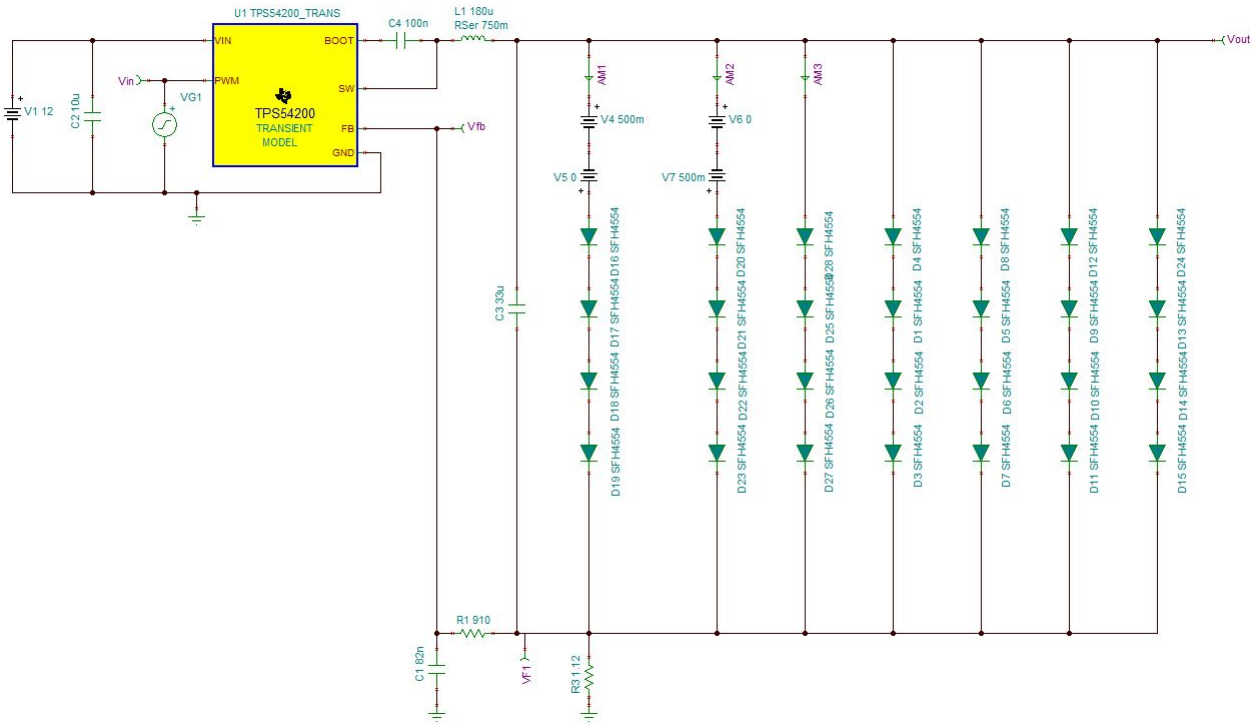 U1 TPS54200_TRANS
VIN
BOOT
PWM
SW
TPS54200
TRANSIENT
MODEL
FB
GND
C4 100n
L1 180u
RSer 750m
Vout
Vin
VG1
+
V1 12
+
C2 10u
Vfb
AM1
AM2
AM3
V4 500m
+
V6 0
+
V5 0
+
V7 500m
+
C3 33u
D16 SFH4554
D20 SFH4554
D28 SFH4554
D4 SFH4554
D8 SFH4554
D12 SFH4554
D24 SFH4554
D17 SFH4554
D21 SFH4554
D25 SFH4554
D1 SFH4554
D5 SFH4554
D9 SFH4554
D13 SFH4554
D18 SFH4554
D22 SFH4554
D26 SFH4554
D2 SFH4554
D6 SFH4554
D10 SFH4554
D14 SFH4554
D19 SFH4554
D23 SFH4554
D27 SFH4554
D3 SFH4554
D7 SFH4554
D11 SFH4554
D15 SFH4554
R1 910
C1 82n
VF1
R3 1.12